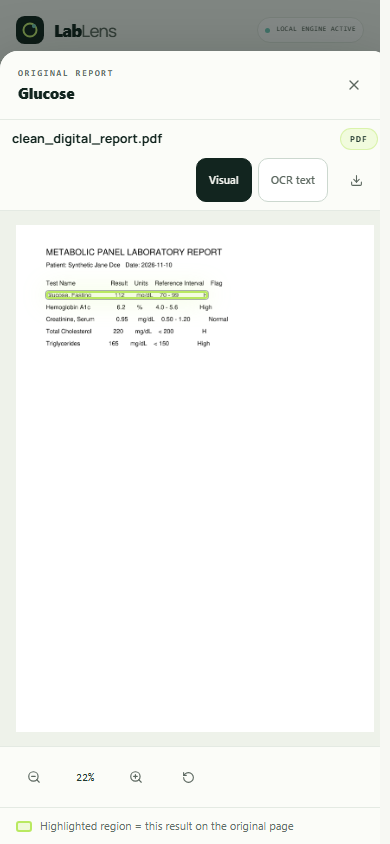 LabLens
LOCAL ENGINE ACTIVE
ORIGINAL REPORT
Glucose
clean_digital_report.pdf
PDF
Visual
OCR text
METABOLIC PANEL LABORATORY REPORT
Patient: Synthetic Jane Doe Date: 2026-11-10
Test Name Result Units Reference Interval Flag
Glucose, Fasting 112 mg/dL 70 - 99
Hemoglobin A1c 6.2 % 4.0 - 5.6 High
Creatinine, Serum 0.95 mg/dL 0.50 - 1.20 Normal
Total Cholesterol 220 mg/dL < 200 H
Triglycerides 165 mg/dL < 150 High
22%
Highlighted region = this result on the original page